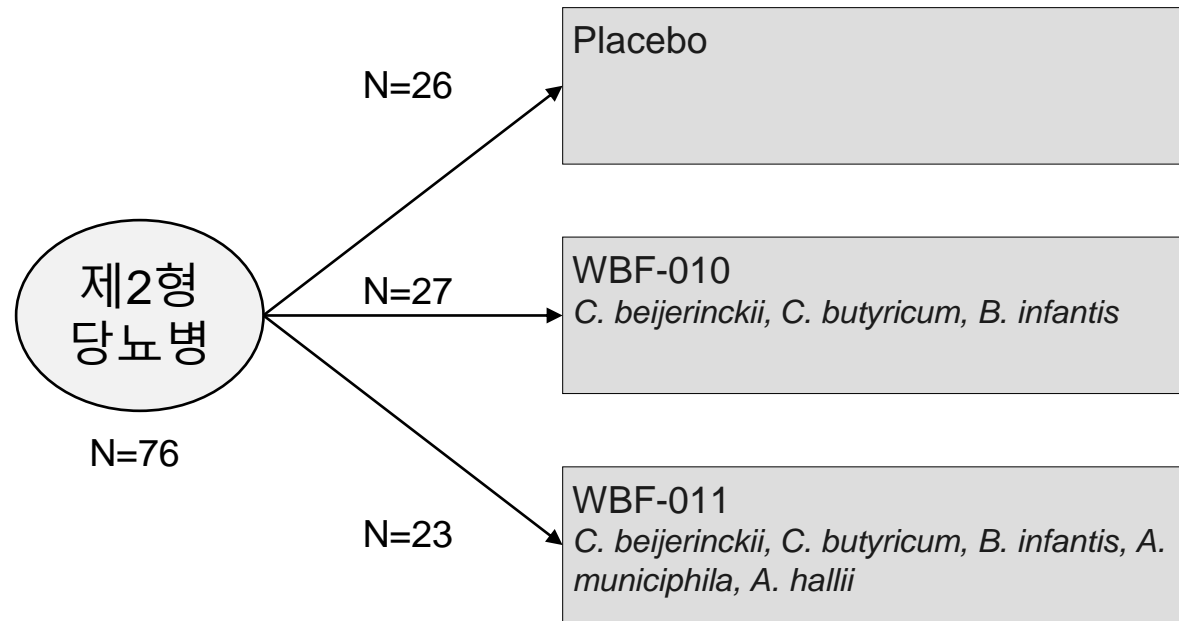 Placebo
N=26
제2형
당뇨병
N=76
N=27
WBF-010
C. beijerinckii, C. butyricum, B. infantis
N=23
WBF-011
C. beijerinckii, C. butyricum, B. infantis, A.
municiphila, A. hallii